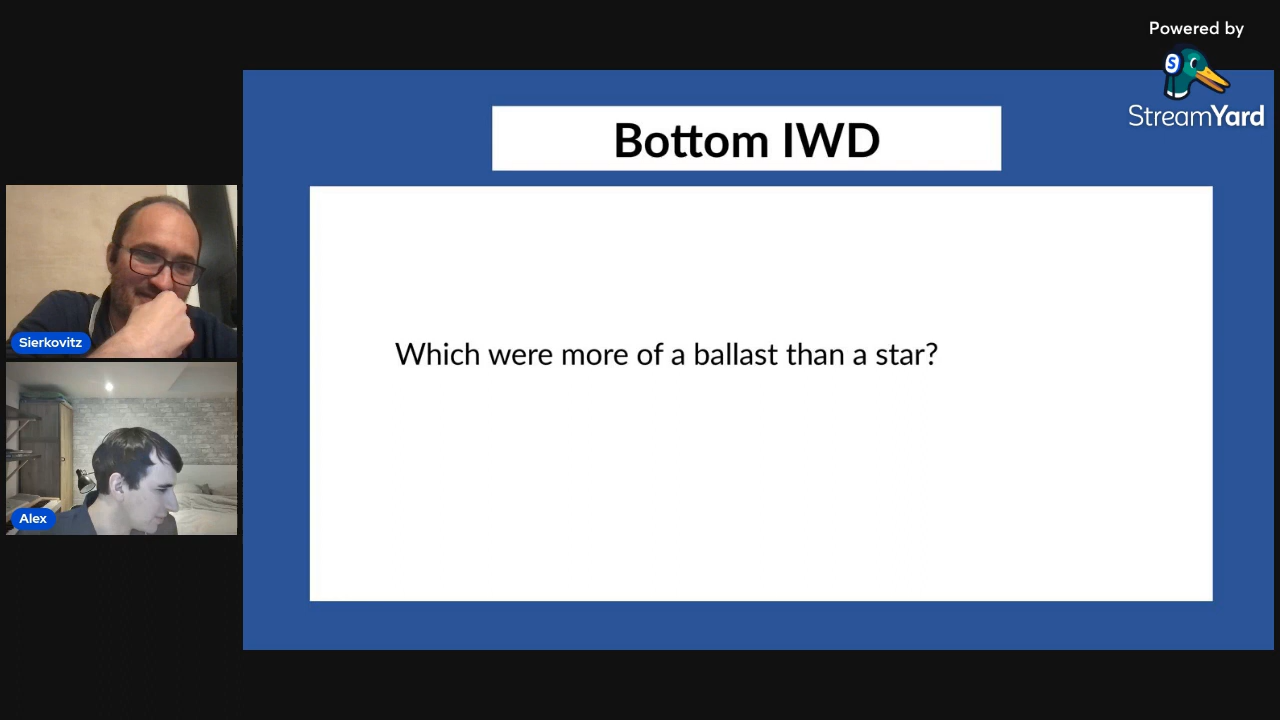 Powered by
S
StreamYard
Bottom IWD
Which were more of a ballast than a star?
Sierkovitz
Alex